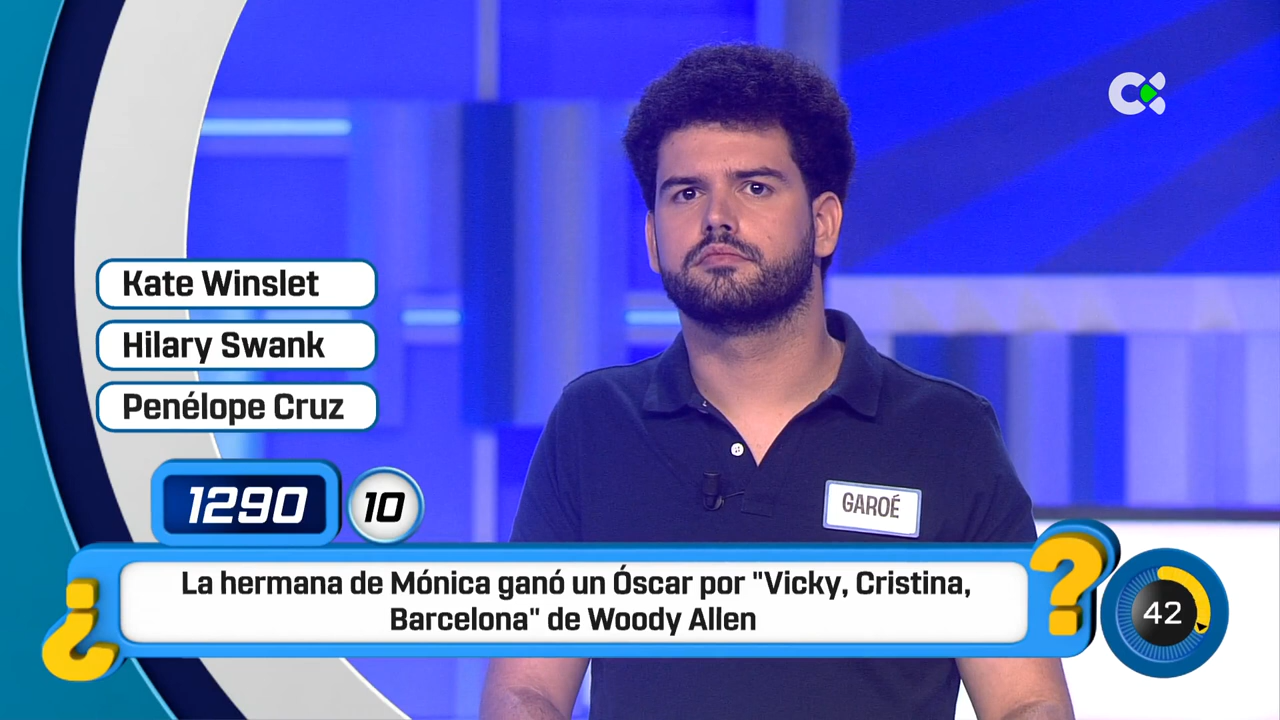 Kate Winslet
Hilary Swank
Penélope Cruz
1290
10
GAROÉ
La hermana de Mónica ganó un Óscar por "Vicky, Cristina,
Barcelona" de Woody Allen
¿
?
42